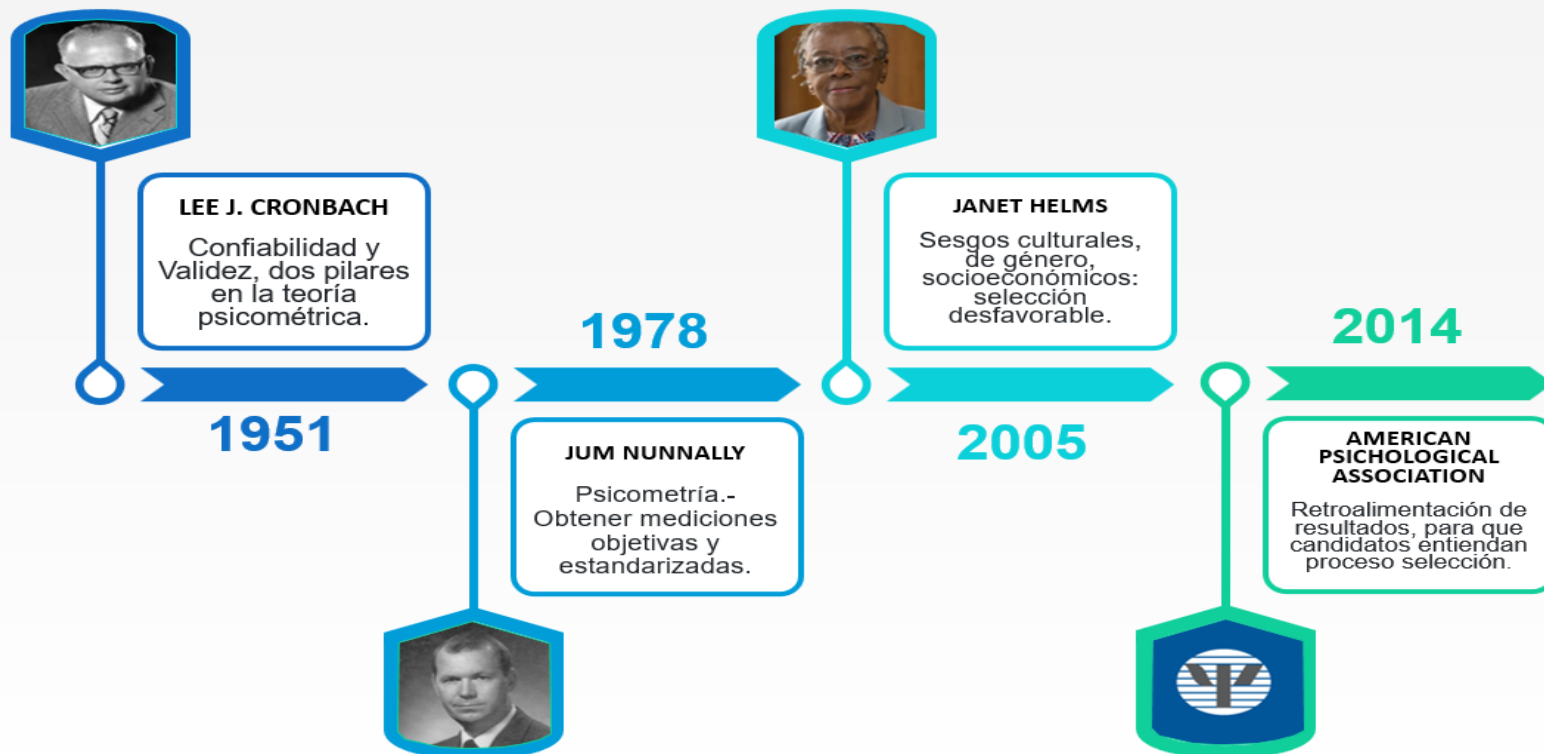 LEE J. CRONBACH
Confiabilidad y
Validez, dos pilares
en la teoría
psicométrica.
1951
1978
JUM NUNNALLY
Psicometría.-
Obtener mediciones
objetivas y
estandarizadas.
JANET HELMS
Sesgos culturales,
de género,
socioeconómicos:
selección
desfavorable.
2005
2014
AMERICAN
PSICHOLOGICAL
ASSOCIATION
Retroalimentación de
resultados, para que
candidatos entiendan
proceso selección.